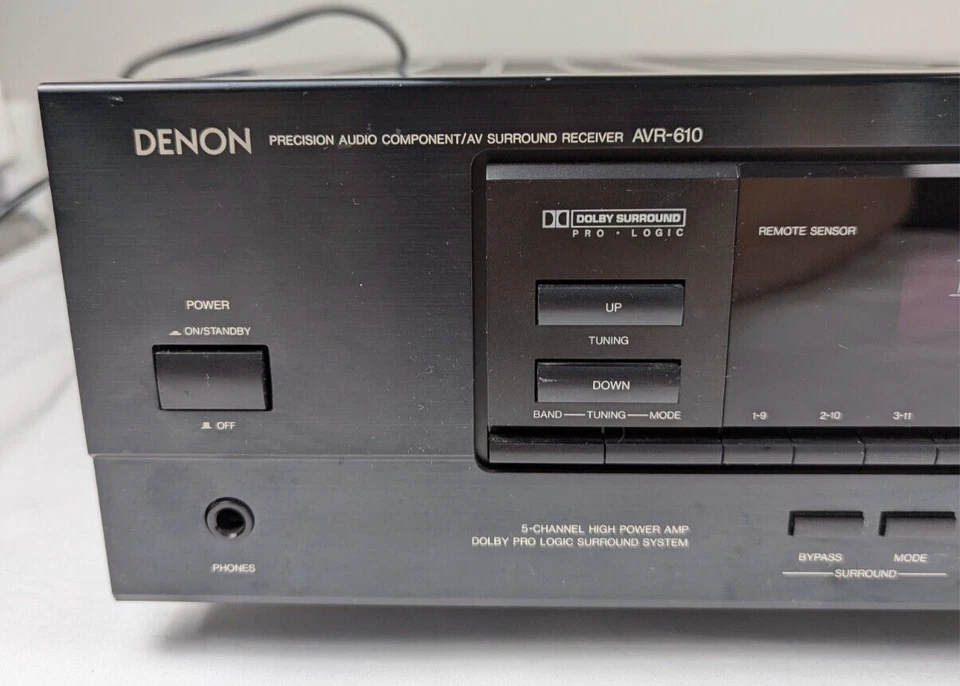 DENON PRECISION AUDIO COMPONENT/AV SURROUND RECEIVER AVR-610
DOLBY SURROUND
PRO · LOGIC
REMOTE SENSOR
POWER
ON/STANDBY
OFF
UP
TUNING
DOWN
BAND TUNING MODE
1-9 2-10 3-11
PHONES
5-CHANNEL HIGH POWER AMP
DOLBY PRO LOGIC SURROUND SYSTEM
BYPASS MODE
SURROUND